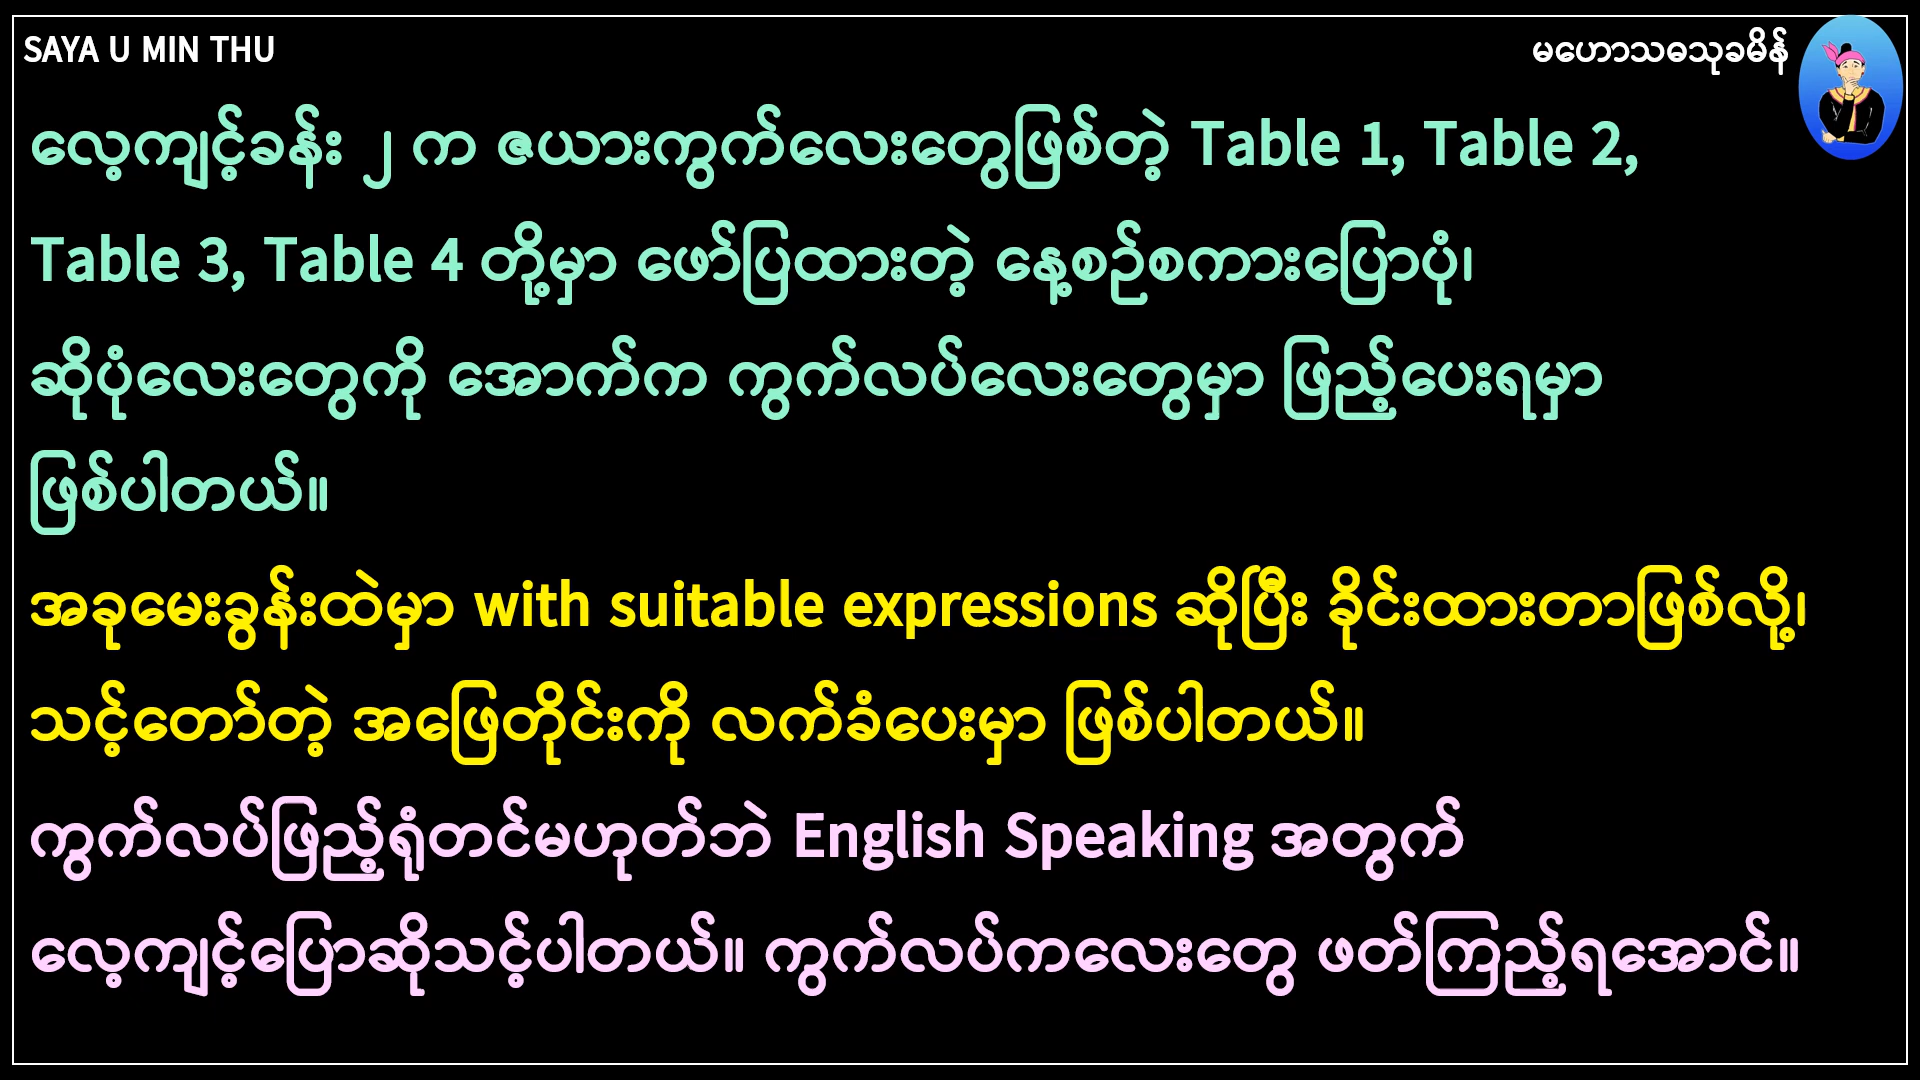 SAYA U MIN THU
မဟောသဓသုခမိန်
လေ့ကျင့်ခန်း ၂ က ဇယားကွက်လေးတွေဖြစ်တဲ့ Table 1, Table 2,
Table 3, Table 4 တို့မှာ ဖော်ပြထားတဲ့ နေ့စဉ်စကားပြောပုံ၊
ဆိုပုံလေးတွေကို အောက်က ကွက်လပ်လေးတွေမှာ ဖြည့်ပေးရမှာ
ဖြစ်ပါတယ်။
အခုမေးခွန်းထဲမှာ with suitable expressions ဆိုပြီး ခိုင်းထားတာဖြစ်လို့၊
သင့်တော်တဲ့ အဖြေတိုင်းကို လက်ခံပေးမှာ ဖြစ်ပါတယ်။
ကွက်လပ်ဖြည့်ရုံတင်မဟုတ်ဘဲ English Speaking အတွက်
လေ့ကျင့်ပြောဆိုသင့်ပါတယ်။ ကွက်လပ်ကလေးတွေ ဖတ်ကြည့်ရအောင်။